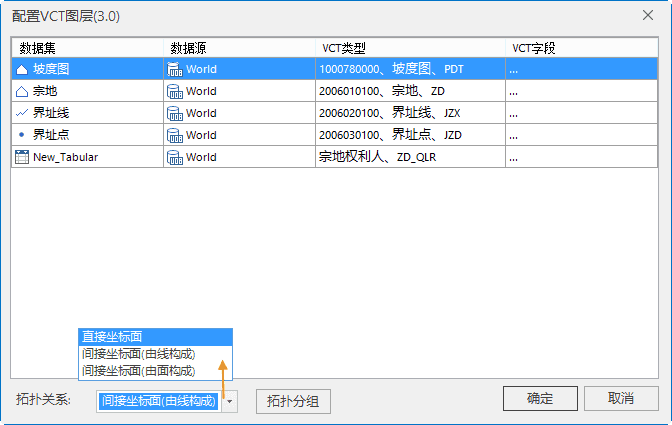 配置VCT图层(3.0)
数据集 数据源 VCT类型 VCT字段
坡度图 World 1000780000、坡度图、PDT ...
宗地 World 2006010100、宗地、ZD ...
界址线 World 2006020100、界址线、JZX ...
界址点 World 2006030100、界址点、JZD ...
New_Tabular World 宗地权利人、ZD_QLR ...
直接坐标面
间接坐标面(由线构成)
间接坐标面(由面构成)
拓扑关系: 间接坐标面(由线构成) 拓扑分组 确定 取消